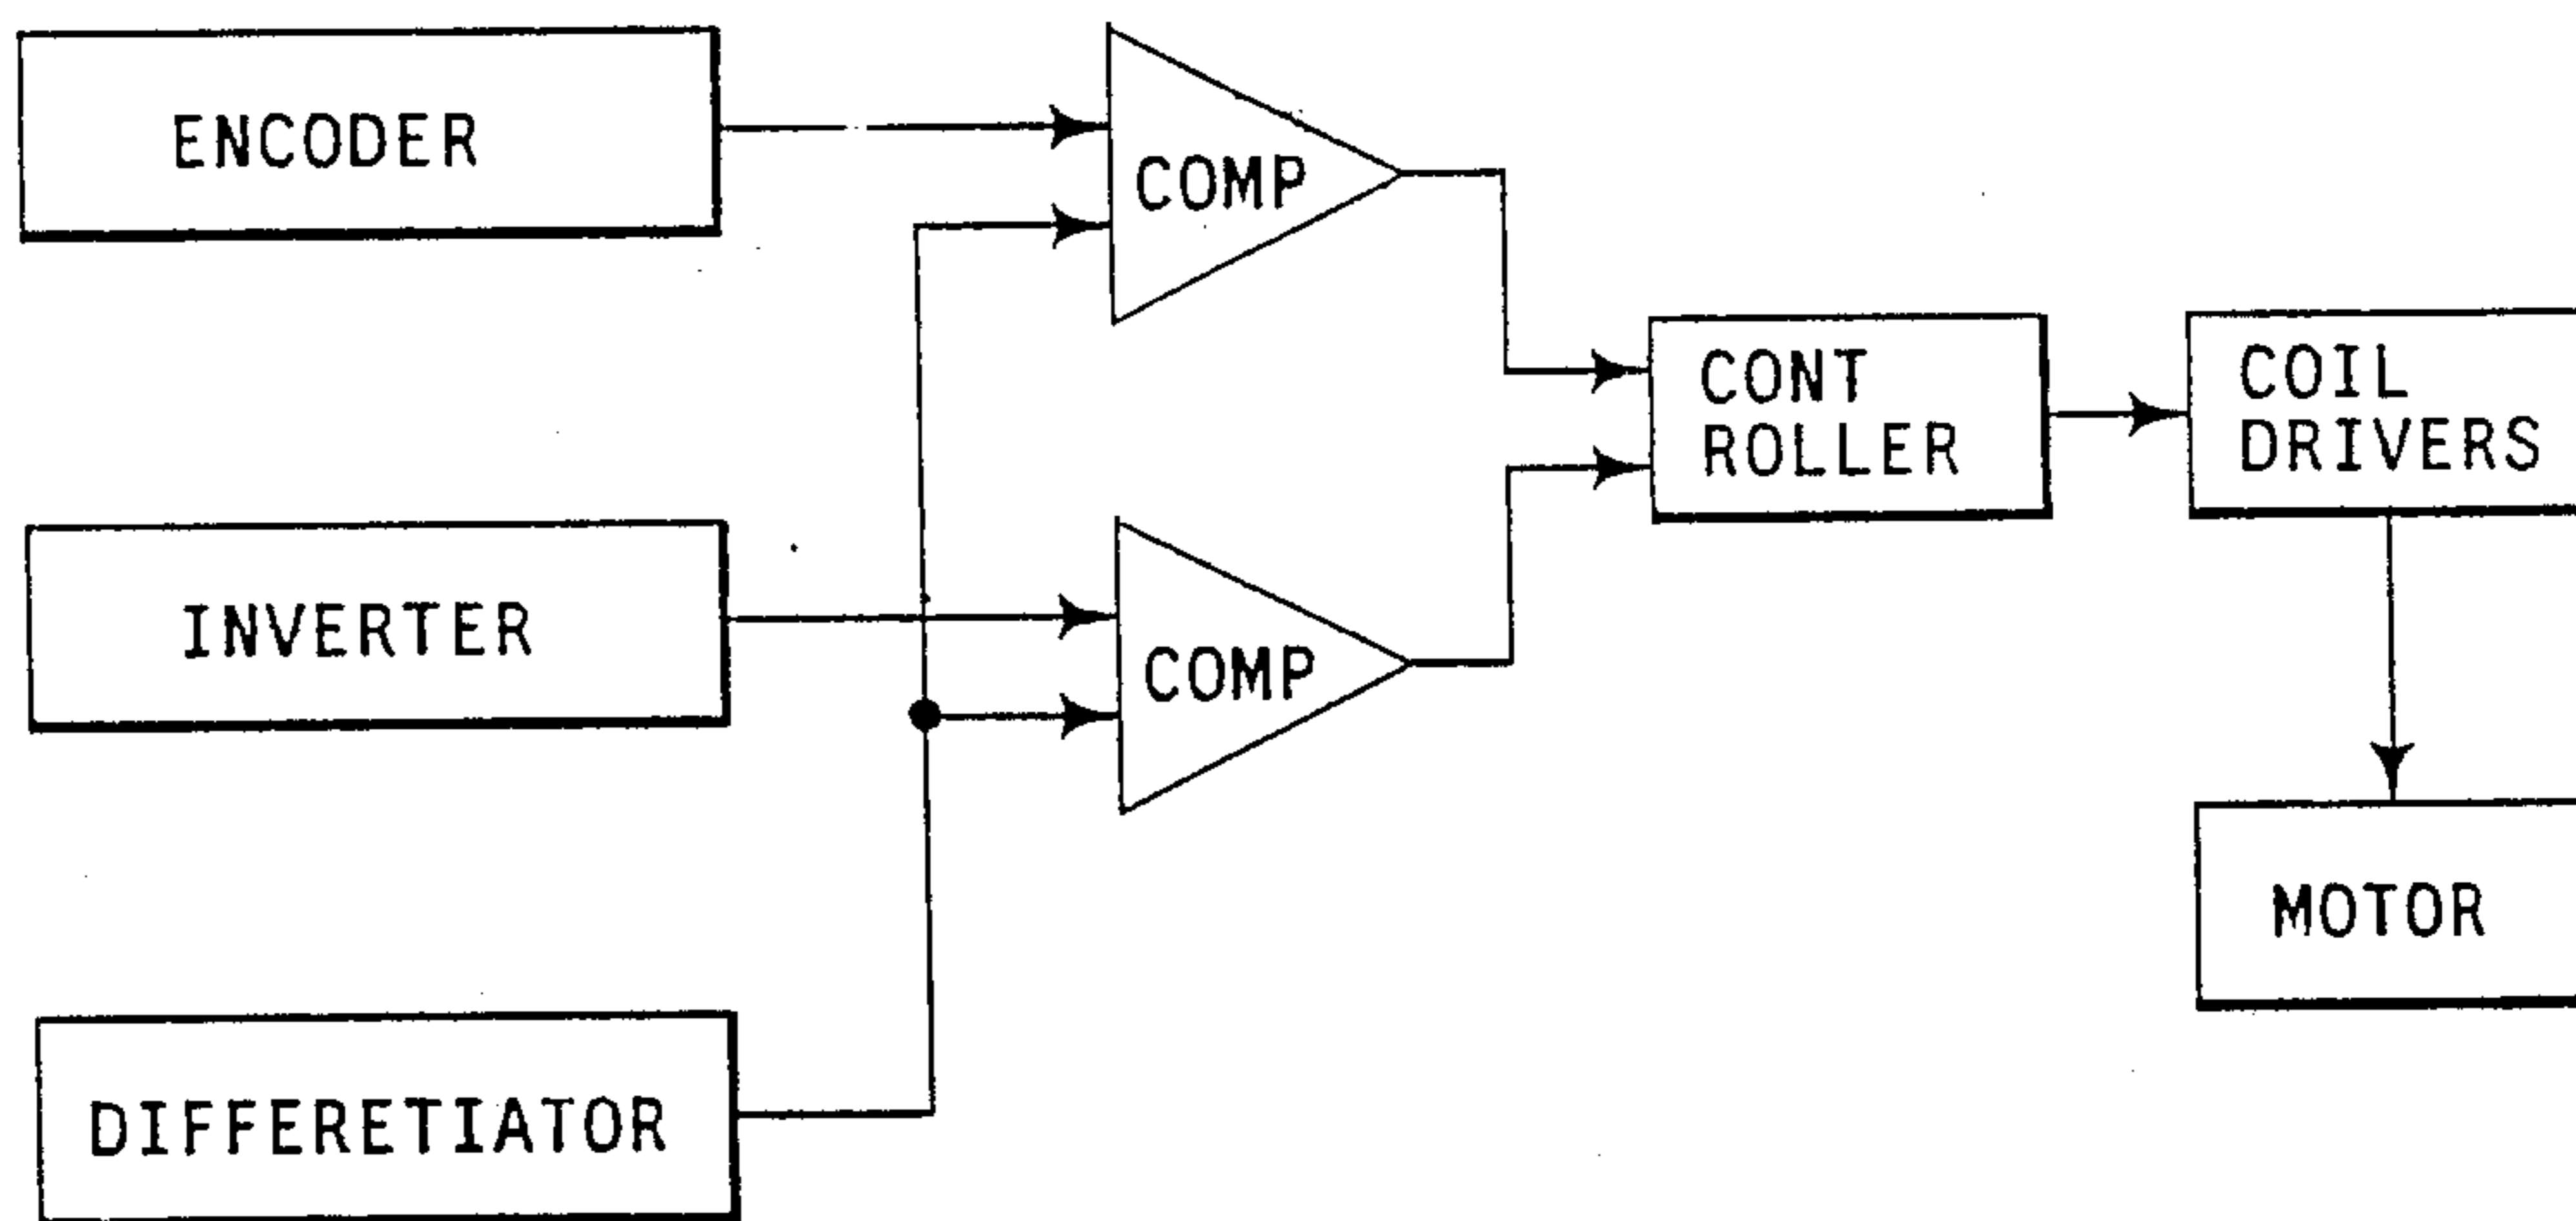 ENCODER
COMP
CONT
ROLLER
COIL
DRIVERS
INVERTER
COMP
MOTOR
DIFFERETIATOR